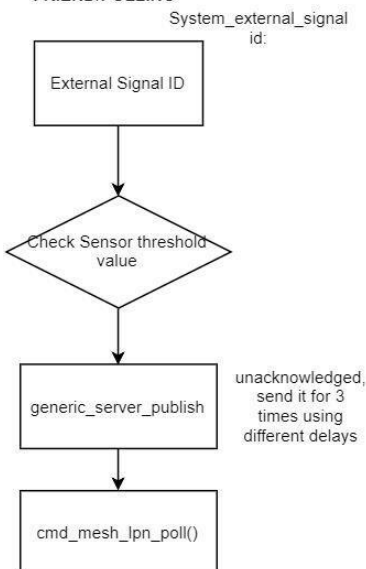 System_external_signal
id:
External Signal ID
Check Sensor threshold
value
generic_server_publish
unacknowledged,
send it for 3
times using
different delays
cmd_mesh_lpn_poll()